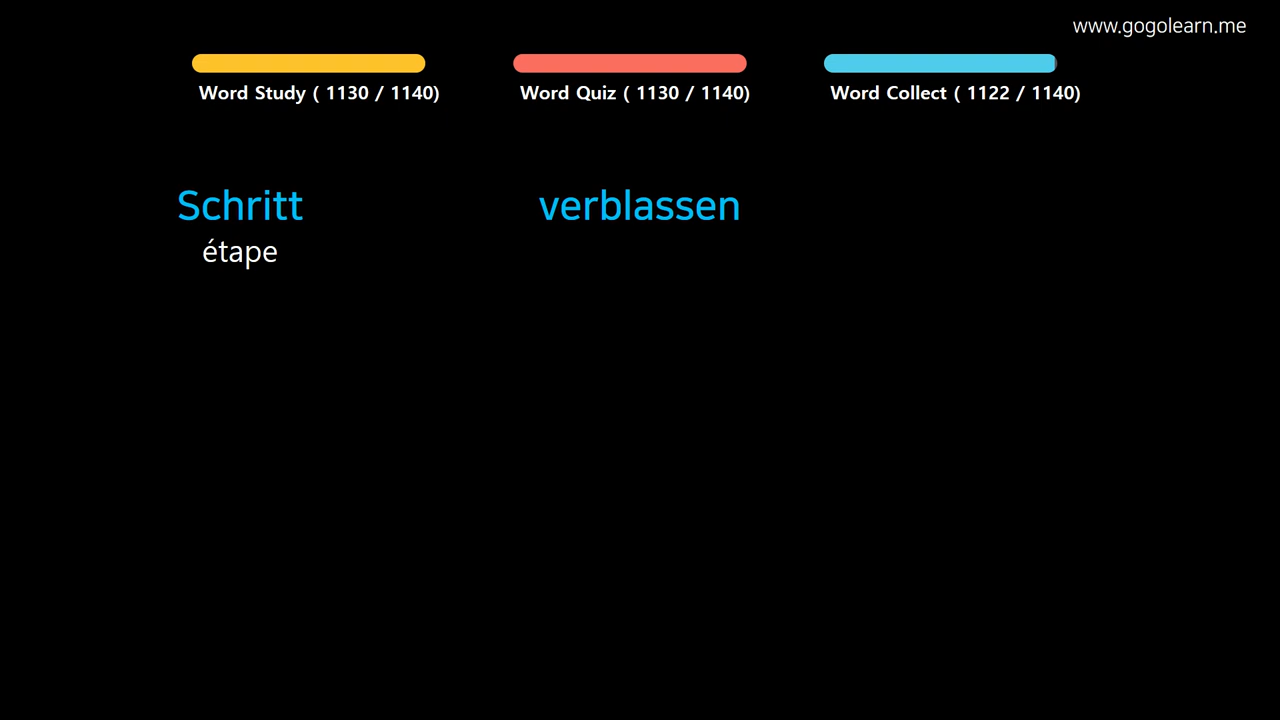 www.gogolearn.me
Word Study ( 1130 / 1140)
Word Quiz ( 1130 / 1140)
Word Collect ( 1122 / 1140)
Schritt
étape
verblassen